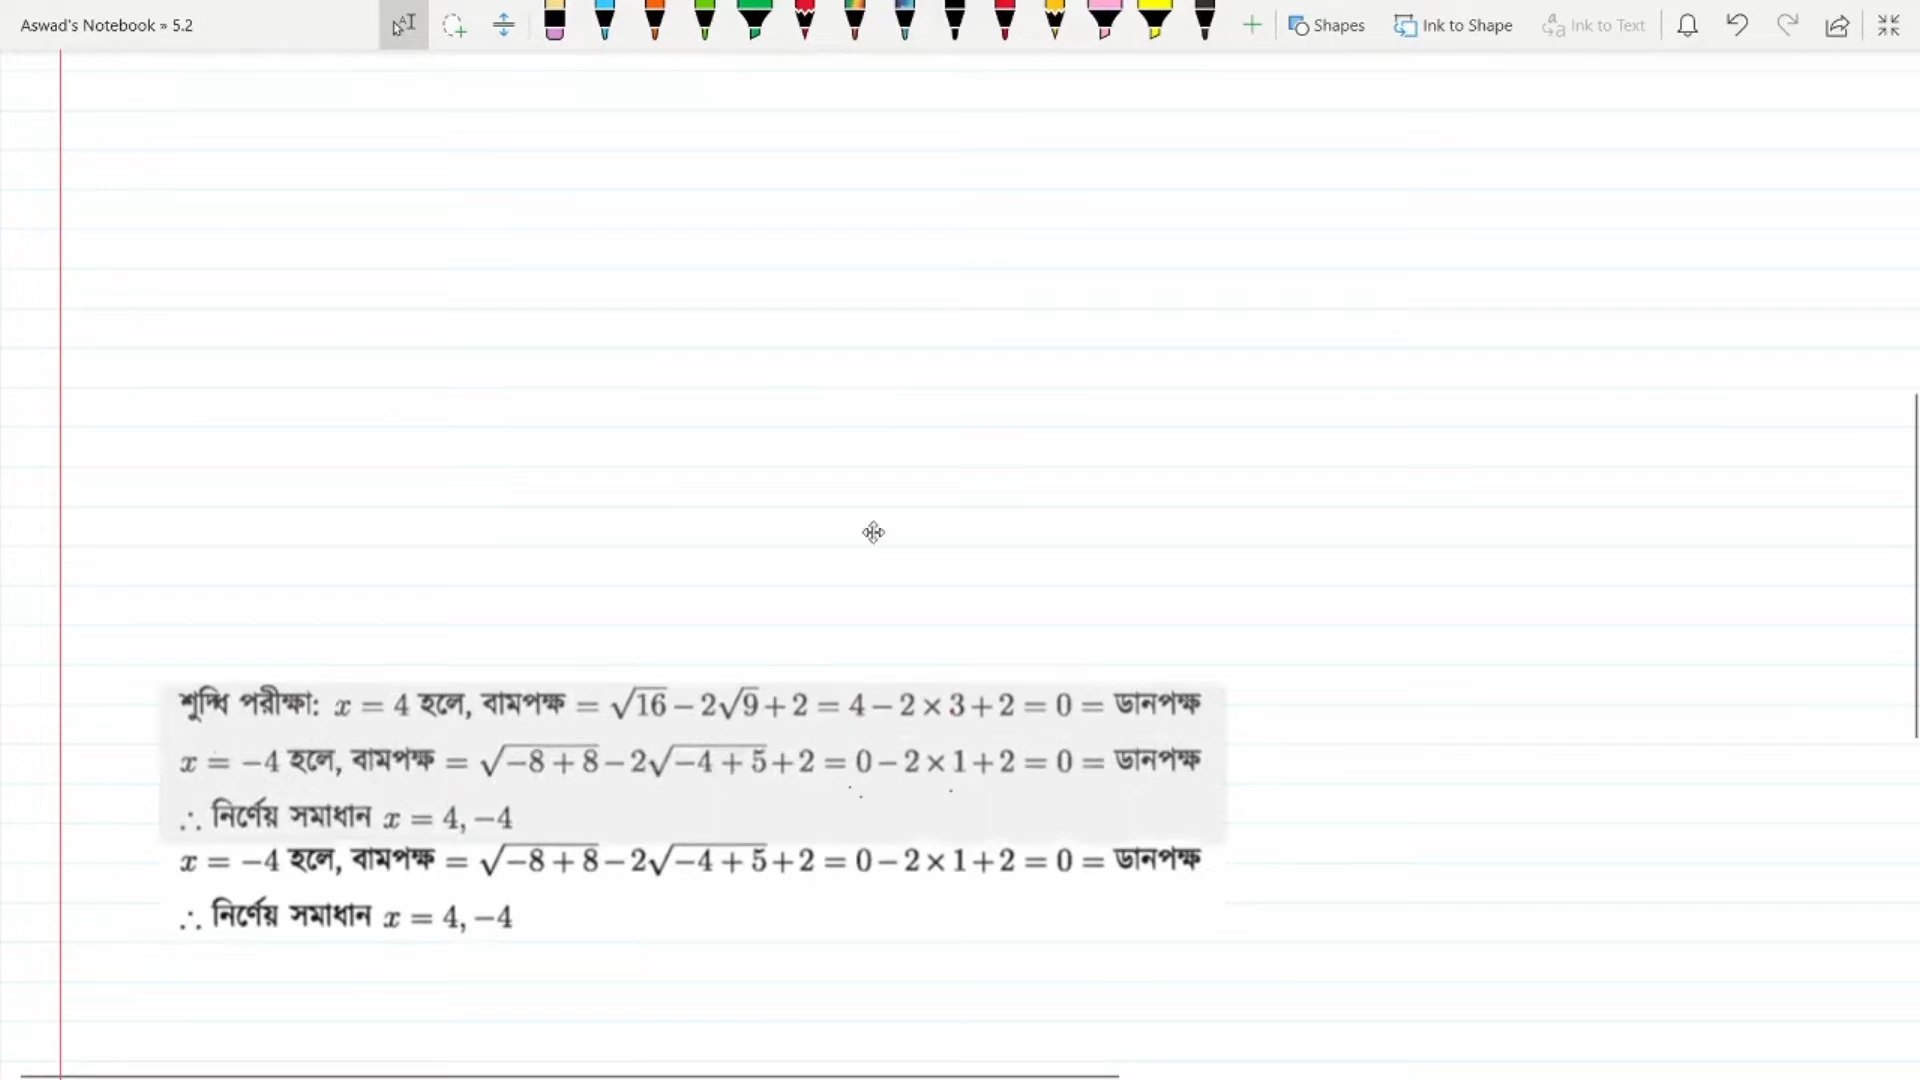 Aswad's Notebook » 5.2
Shapes Ink to Shape Ink to Text
শুদ্ধি পরীক্ষা: x = 4 হলে, বামপক্ষ = √16 − 2√9 + 2 = 4 − 2 × 3 + 2 = 0 = ডানপক্ষ
x = −4 হলে, বামপক্ষ = √−8 + 8 − 2√−4 + 5 + 2 = 0 − 2 × 1 + 2 = 0 = ডানপক্ষ
∴ নির্ণেয় সমাধান x = 4, −4
x = −4 হলে, বামপক্ষ = √−8 + 8 − 2√−4 + 5 + 2 = 0 − 2 × 1 + 2 = 0 = ডানপক্ষ
∴ নির্ণেয় সমাধান x = 4, −4